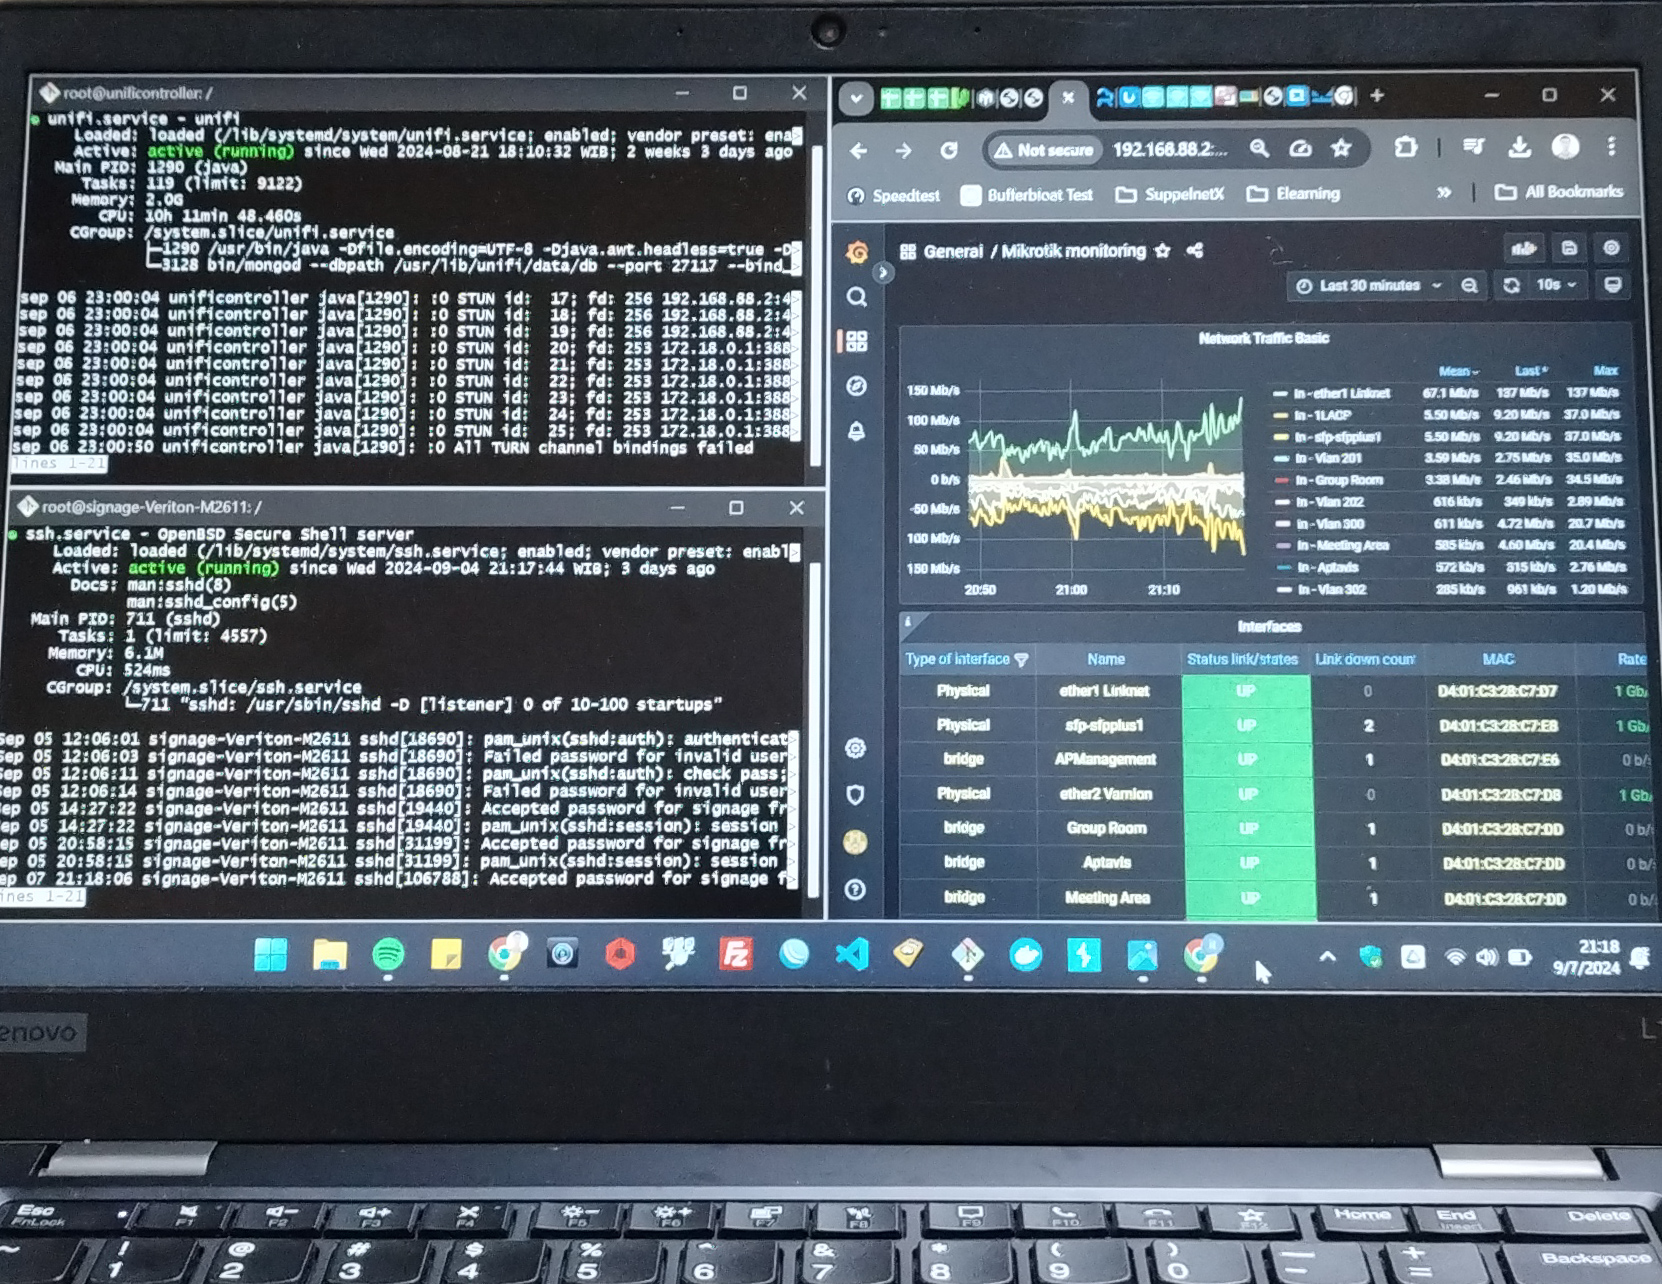 root@unificontroller: /
unifi.service - unifi
Loaded: loaded (/lib/systemd/system/unifi.service; enabled; vendor preset: ena
Active: active (running) since Wed 2024-08-21 18:10:32 WIB; 2 weeks 3 days ago
Main PID: 1290 (java)
Tasks: 119 (limit: 9122)
Memory: 2.0G
CPU: 10h 11min 48.460s
CGroup: /system.slice/unifi.service
├─1290 /usr/bin/java -Dfile.encoding=UTF-8 -Djava.awt.headless=true -D
└─3128 bin/mongod --dbpath /usr/lib/unifi/data/db --port 27117 --bind_
Sep 06 23:00:04 unificontroller java[1290]: :0 STUN id: 17; fd: 256 192.168.88.2:4
Sep 06 23:00:04 unificontroller java[1290]: :0 STUN id: 18; fd: 256 192.168.88.2:4
Sep 06 23:00:04 unificontroller java[1290]: :0 STUN id: 19; fd: 256 192.168.88.2:4
Sep 06 23:00:04 unificontroller java[1290]: :0 STUN id: 20; fd: 253 172.18.0.1:388
Sep 06 23:00:04 unificontroller java[1290]: :0 STUN id: 21; fd: 253 172.18.0.1:388
Sep 06 23:00:04 unificontroller java[1290]: :0 STUN id: 22; fd: 253 172.18.0.1:388
Sep 06 23:00:04 unificontroller java[1290]: :0 STUN id: 23; fd: 253 172.18.0.1:388
Sep 06 23:00:04 unificontroller java[1290]: :0 STUN id: 24; fd: 253 172.18.0.1:388
Sep 06 23:00:04 unificontroller java[1290]: :0 STUN id: 25; fd: 253 172.18.0.1:388
Sep 06 23:00:50 unificontroller java[1290]: :0 All TURN channel bindings failed
lines 1-21
root@signage-Veriton-M2611: /
ssh.service - OpenBSD Secure Shell server
Loaded: loaded (/lib/systemd/system/ssh.service; enabled; vendor preset: enabl
Active: active (running) since Wed 2024-09-04 21:17:44 WIB; 3 days ago
Docs: man:sshd(8)
man:sshd_config(5)
Main PID: 711 (sshd)
Tasks: 1 (limit: 4557)
Memory: 6.1M
CPU: 524ms
CGroup: /system.slice/ssh.service
└─711 "sshd: /usr/sbin/sshd -D [listener] 0 of 10-100 startups"
Sep 05 12:06:01 signage-Veriton-M2611 sshd[18690]: pam_unix(sshd:auth): authenticat
Sep 05 12:06:03 signage-Veriton-M2611 sshd[18690]: Failed password for invalid user
Sep 05 12:06:11 signage-Veriton-M2611 sshd[18690]: pam_unix(sshd:auth): check pass;
Sep 05 12:06:14 signage-Veriton-M2611 sshd[18690]: Failed password for invalid user
Sep 05 14:27:22 signage-Veriton-M2611 sshd[19440]: Accepted password for signage fr
Sep 05 14:27:22 signage-Veriton-M2611 sshd[19440]: pam_unix(sshd:session): session
Sep 05 20:58:15 signage-Veriton-M2611 sshd[31199]: Accepted password for signage fr
Sep 05 20:58:15 signage-Veriton-M2611 sshd[31199]: pam_unix(sshd:session): session
ep 07 21:18:06 signage-Veriton-M2611 sshd[106788]: Accepted password for signage f
ines 1-21
Not secure 192.168.88.2:...
Speedtest Bufferbloat Test SuppelnetX Elearning » All Bookmarks
General / Mikrotik monitoring
Last 30 minutes 10s
Network Traffic Basic
Mean Last * Max
150 Mb/s
100 Mb/s
50 Mb/s
0 b/s
-50 Mb/s
100 Mb/s
150 Mb/s
20:50 21:00 21:10
In - ether1 Linknet 67.1 Mb/s 137 Mb/s 137 Mb/s
In - 1LACP 5.50 Mb/s 9.20 Mb/s 37.0 Mb/s
In - sfp-sfpplus1 5.50 Mb/s 9.20 Mb/s 37.0 Mb/s
In - Vlan 201 3.59 Mb/s 2.75 Mb/s 35.0 Mb/s
In - Group Room 3.38 Mb/s 2.46 Mb/s 34.5 Mb/s
In - Vlan 202 616 kb/s 349 kb/s 2.89 Mb/s
In - Vlan 300 611 kb/s 4.72 Mb/s 20.7 Mb/s
In - Meeting Area 585 kb/s 4.60 Mb/s 20.4 Mb/s
In - Aptavis 572 kb/s 315 kb/s 2.76 Mb/s
In - Vlan 302 285 kb/s 961 kb/s 1.20 Mb/s
Interfaces
Type of interface Name Status link/states Link down count MAC Rate
Physical ether1 Linknet UP 0 D4:01:C3:28:C7:D7 1 Gb/
Physical sfp-sfpplus1 UP 2 D4:01:C3:28:C7:E8 1 Gb/
bridge APManagement UP 1 D4:01:C3:28:C7:E6 0 b/
Physical ether2 Varnion UP 0 D4:01:C3:28:C7:D8 1 Gb/
bridge Group Room UP 1 D4:01:C3:28:C7:DD 0 b/
bridge Aptavis UP 1 D4:01:C3:28:C7:DD 0 b/
bridge Meeting Area UP 1 D4:01:C3:28:C7:DD 0 b/
21:18
9/7/2024
enovo
L
Esc FnLock F1 F2 F3 F4 F5 F6 F7 F8 F9 F10 F11 F12 Home End Insert Delete
~ ! 1 @ 2 # 3 $ 4 % 5 ^ 6 & 7 * 8 ( 9 ) 0 — - + = Backspace